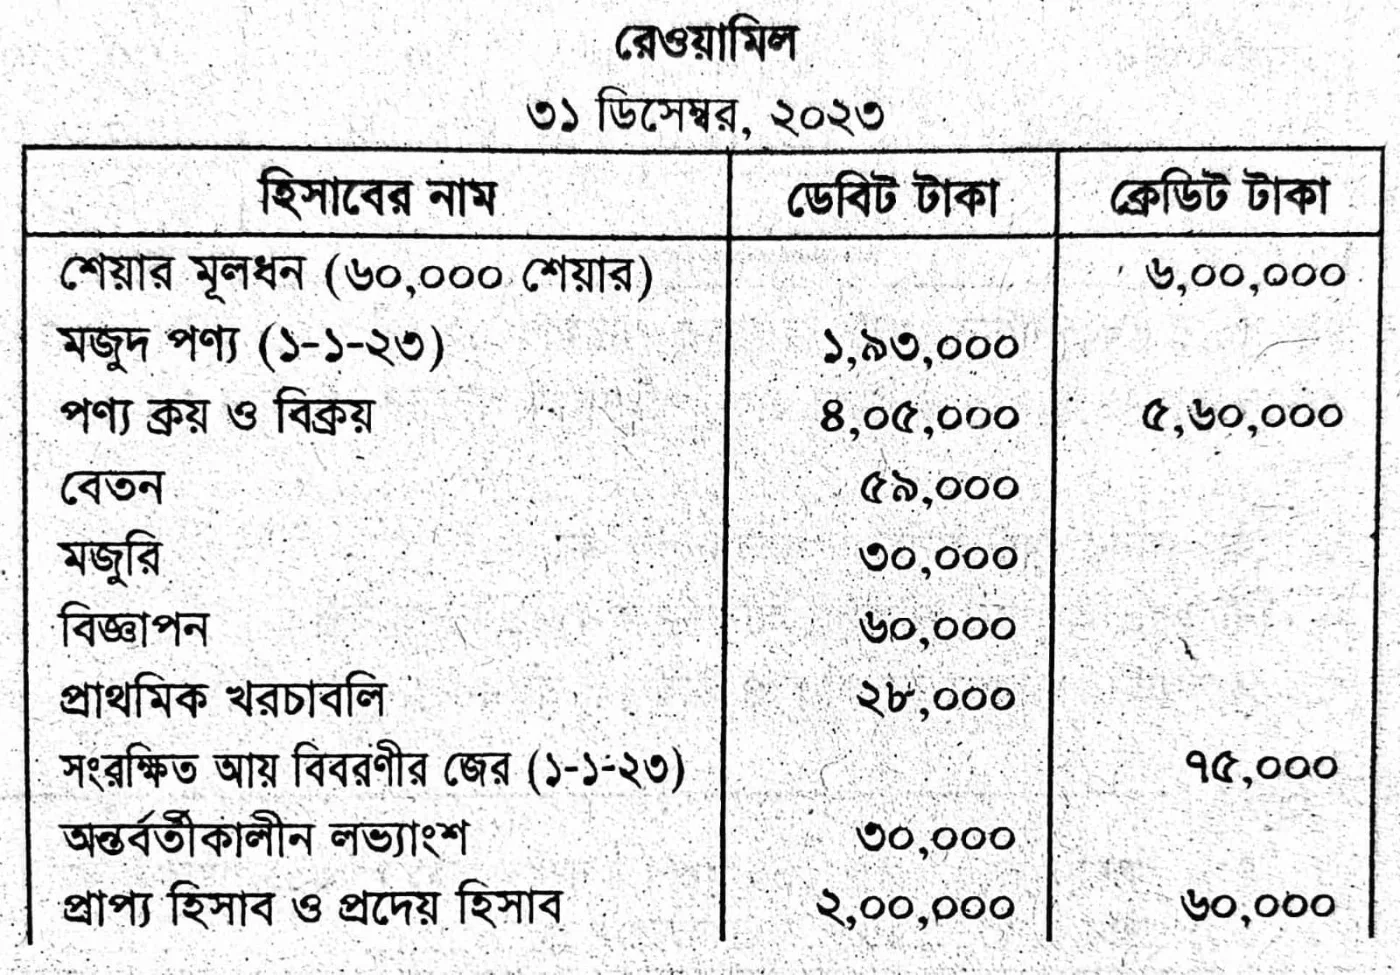 রেওয়ামিল
৩১ ডিসেম্বর, ২০২৩
হিসাবের নাম ডেবিট টাকা ক্রেডিট টাকা
শেয়ার মূলধন (৬০,০০০ শেয়ার) ৬,০০,০০০
মজুদ পণ্য (১-১-২৩) ১,৯৩,০০০
পণ্য ক্রয় ও বিক্রয় ৪,০৫,০০০ ৫,৬০,০০০
বেতন ৫৯,০০০
মজুরি ৩০,০০০
বিজ্ঞাপন ৬০,০০০
প্রাথমিক খরচাবলি ২৮,০০০
সংরক্ষিত আয় বিবরণীর জের (১-১-২৩) ৭৫,০০০
অন্তর্বর্তীকালীন লভ্যাংশ ৩০,০০০
প্রাপ্য হিসাব ও প্রদেয় হিসাব ২,০০,০০০ ৬০,০০০